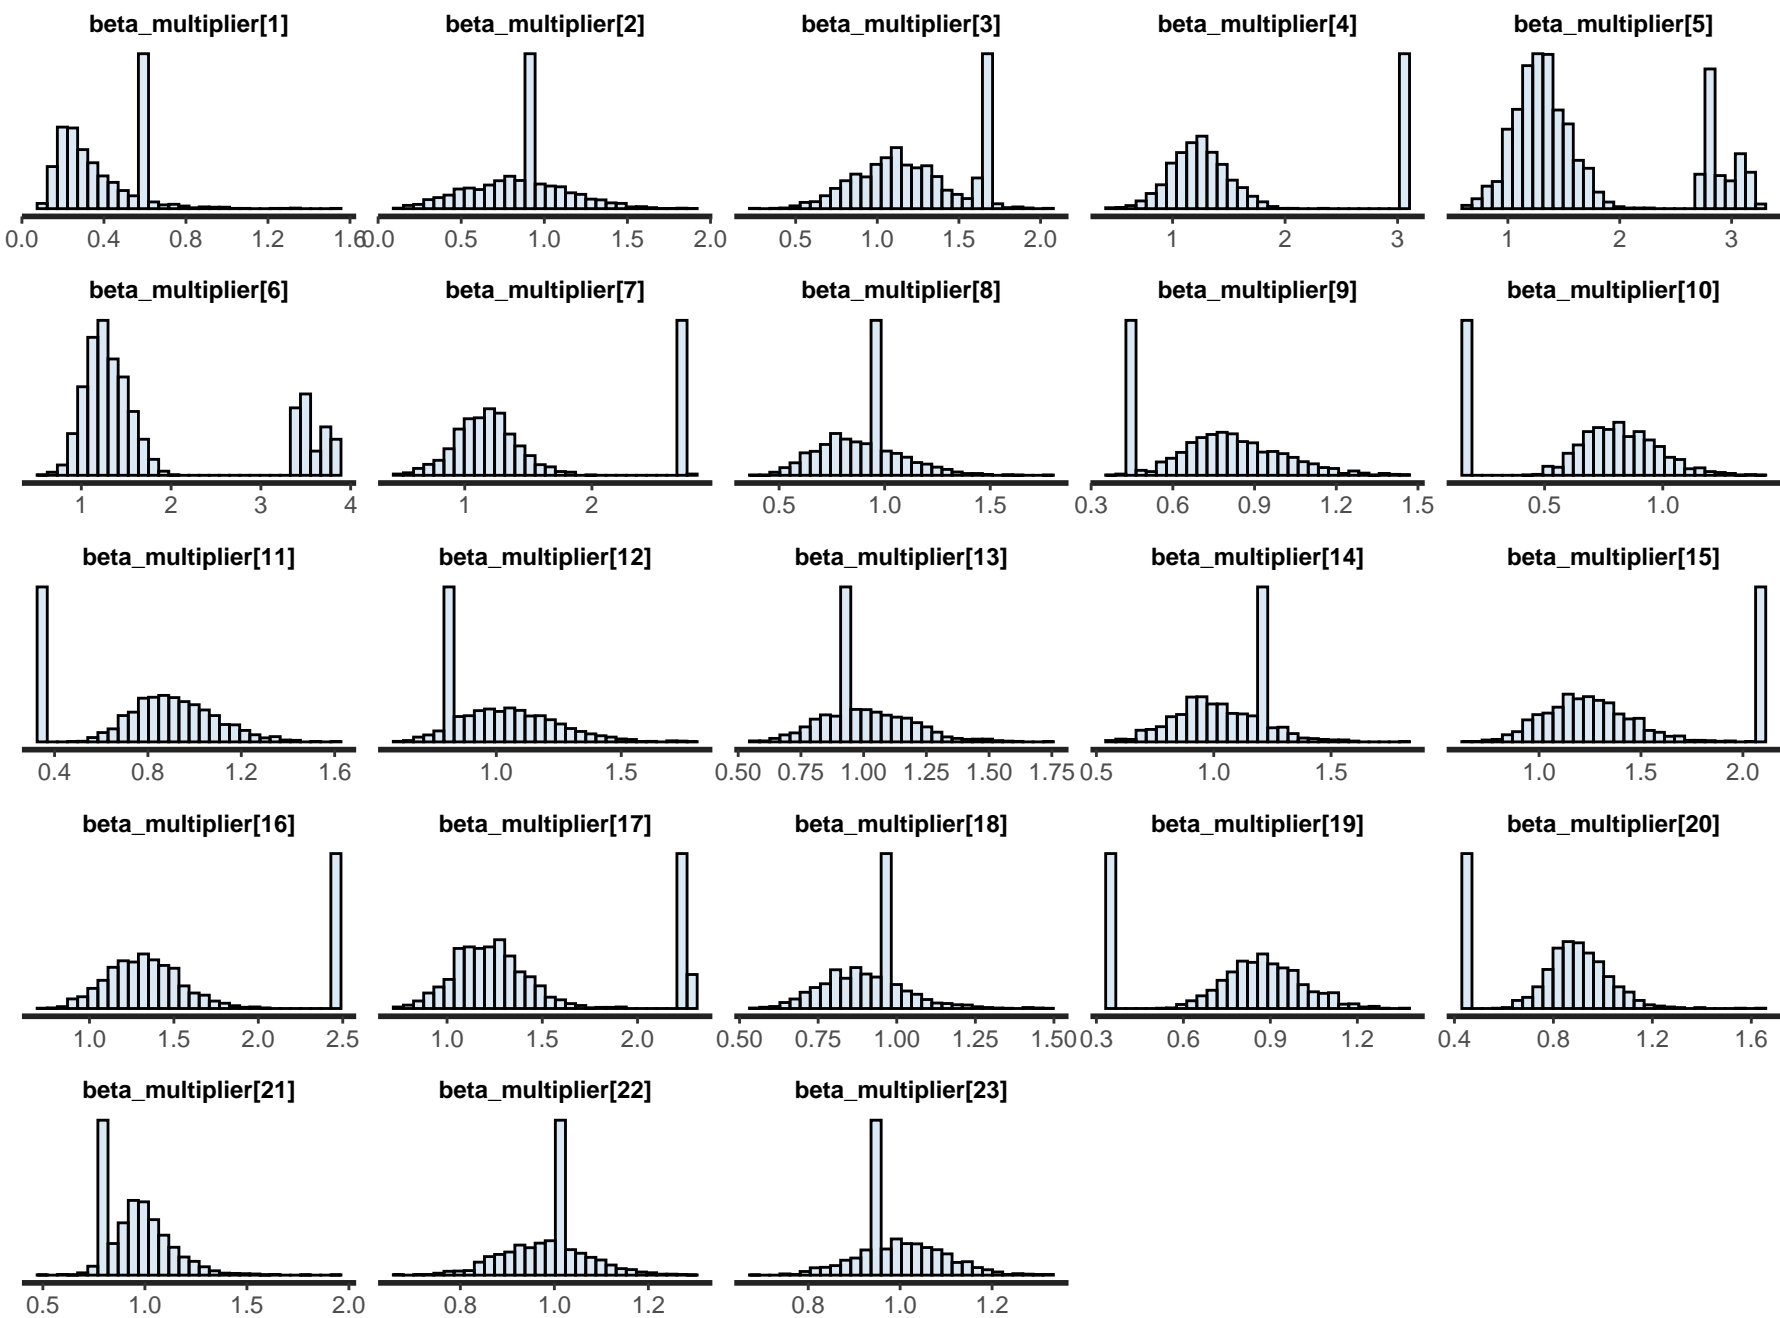 beta_multiplier[1] beta_multiplier[2] beta_multiplier[3] beta_multiplier[4] beta_multiplier[5]
0.0 0.4 0.8 1.2 1.6 0.0 0.5 1.0 1.5 2.0 0.5 1.0 1.5 2.0 1 2 3 1 2 3
beta_multiplier[6] beta_multiplier[7] beta_multiplier[8] beta_multiplier[9] beta_multiplier[10]
1 2 3 4 1 2 0.5 1.0 1.5 0.3 0.6 0.9 1.2 1.5 0.5 1.0
beta_multiplier[11] beta_multiplier[12] beta_multiplier[13] beta_multiplier[14] beta_multiplier[15]
0.4 0.8 1.2 1.6 1.0 1.5 0.50 0.75 1.00 1.25 1.50 1.75 0.5 1.0 1.5 1.0 1.5 2.0
beta_multiplier[16] beta_multiplier[17] beta_multiplier[18] beta_multiplier[19] beta_multiplier[20]
1.0 1.5 2.0 2.5 1.0 1.5 2.0 0.50 0.75 1.00 1.25 1.50 0.3 0.6 0.9 1.2 0.4 0.8 1.2 1.6
beta_multiplier[21] beta_multiplier[22] beta_multiplier[23]
0.5 1.0 1.5 2.0 0.8 1.0 1.2 0.8 1.0 1.2